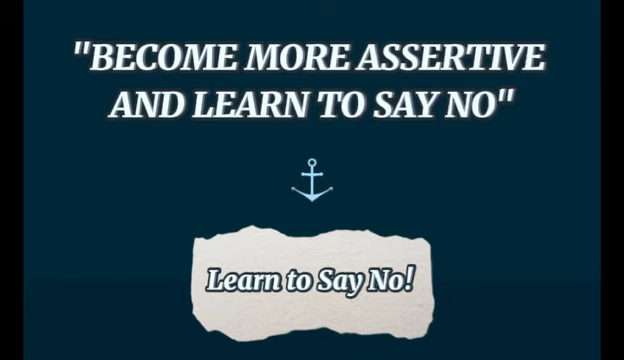 "BECOME MORE ASSERTIVE
AND LEARN TO SAY NO"
Learn to Say No!